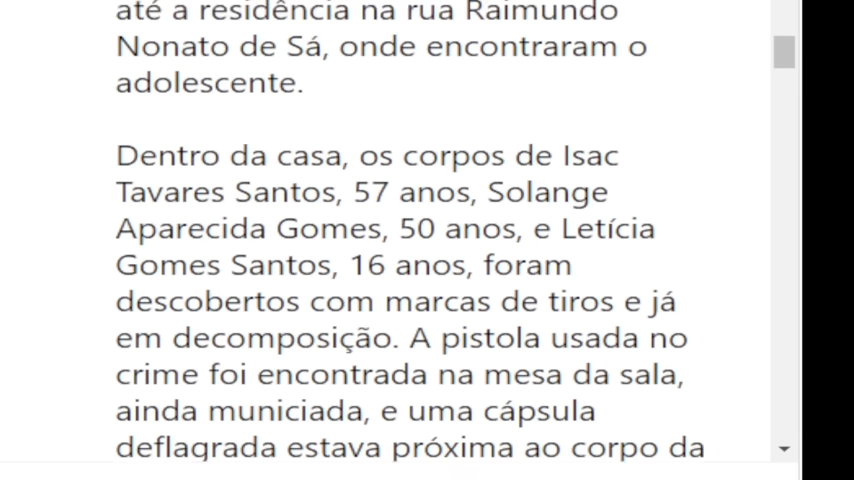 até a residência na rua Raimundo
Nonato de Sá, onde encontraram o
adolescente.
Dentro da casa, os corpos de Isac
Tavares Santos, 57 anos, Solange
Aparecida Gomes, 50 anos, e Letícia
Gomes Santos, 16 anos, foram
descobertos com marcas de tiros e já
em decomposição. A pistola usada no
crime foi encontrada na mesa da sala,
ainda municiada, e uma cápsula
deflagrada estava próxima ao corpo da